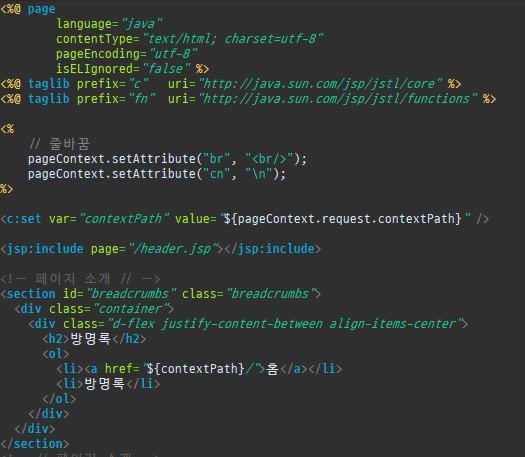 <%@ page
language="java"
contentType="text/html; charset=utf-8"
pageEncoding="utf-8"
isELIgnored="false" %>
<%@ taglib prefix="c" uri="http://java.sun.com/jsp/jstl/core" %>
<%@ taglib prefix="fn" uri="http://java.sun.com/jsp/jstl/functions" %>
<%
// 줄바꿈
pageContext.setAttribute("br", "<br/>");
pageContext.setAttribute("cn", "\n");
%>
<c:set var="contextPath" value="${pageContext.request.contextPath}" />
<jsp:include page="/header.jsp"></jsp:include>
<!-- 페이지 소개 // -->
<section id="breadcrumbs" class="breadcrumbs">
<div class="container">
<div class="d-flex justify-content-between align-items-center">
<h2>방명록</h2>
<ol>
<li><a href="${contextPath}/">홈</a></li>
<li>방명록</li>
</ol>
</div>
</div>
</section>